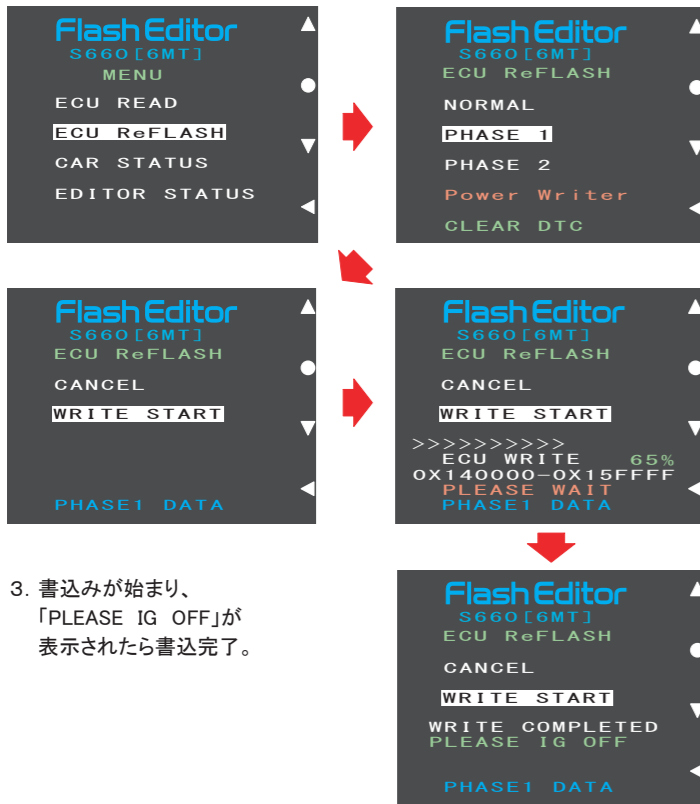 Flash Editor
S660[6MT]
MENU
ECU READ
ECU ReFLASH
CAR STATUS
EDITOR STATUS
Flash Editor
S660[6MT]
ECU ReFLASH
NORMAL
PHASE 1
PHASE 2
Power Writer
CLEAR DTC
Flash Editor
S660[6MT]
ECU ReFLASH
CANCEL
WRITE START
PHASE1 DATA
Flash Editor
S660[6MT]
ECU ReFLASH
CANCEL
WRITE START
>>>>>>>>>>
ECU WRITE 65%
0X140000-0X15FFFF
PLEASE WAIT
PHASE1 DATA
3．書込みが始まり、
「PLEASE IG OFF」が
表示されたら書込完了。
Flash Editor
S660[6MT]
ECU ReFLASH
CANCEL
WRITE START
WRITE COMPLETED
PLEASE IG OFF
PHASE1 DATA